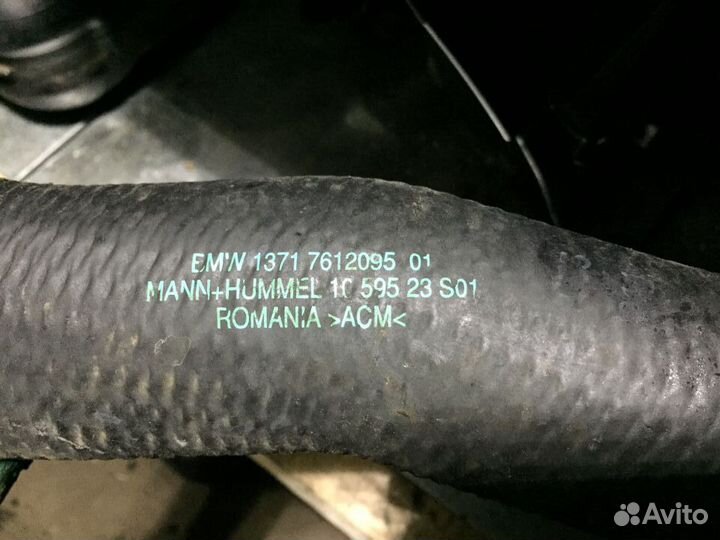 BMW 1371 7612095 01
MANN+HUMMEL 10 595 23 S01
ROMANIA >ACM<
Avito